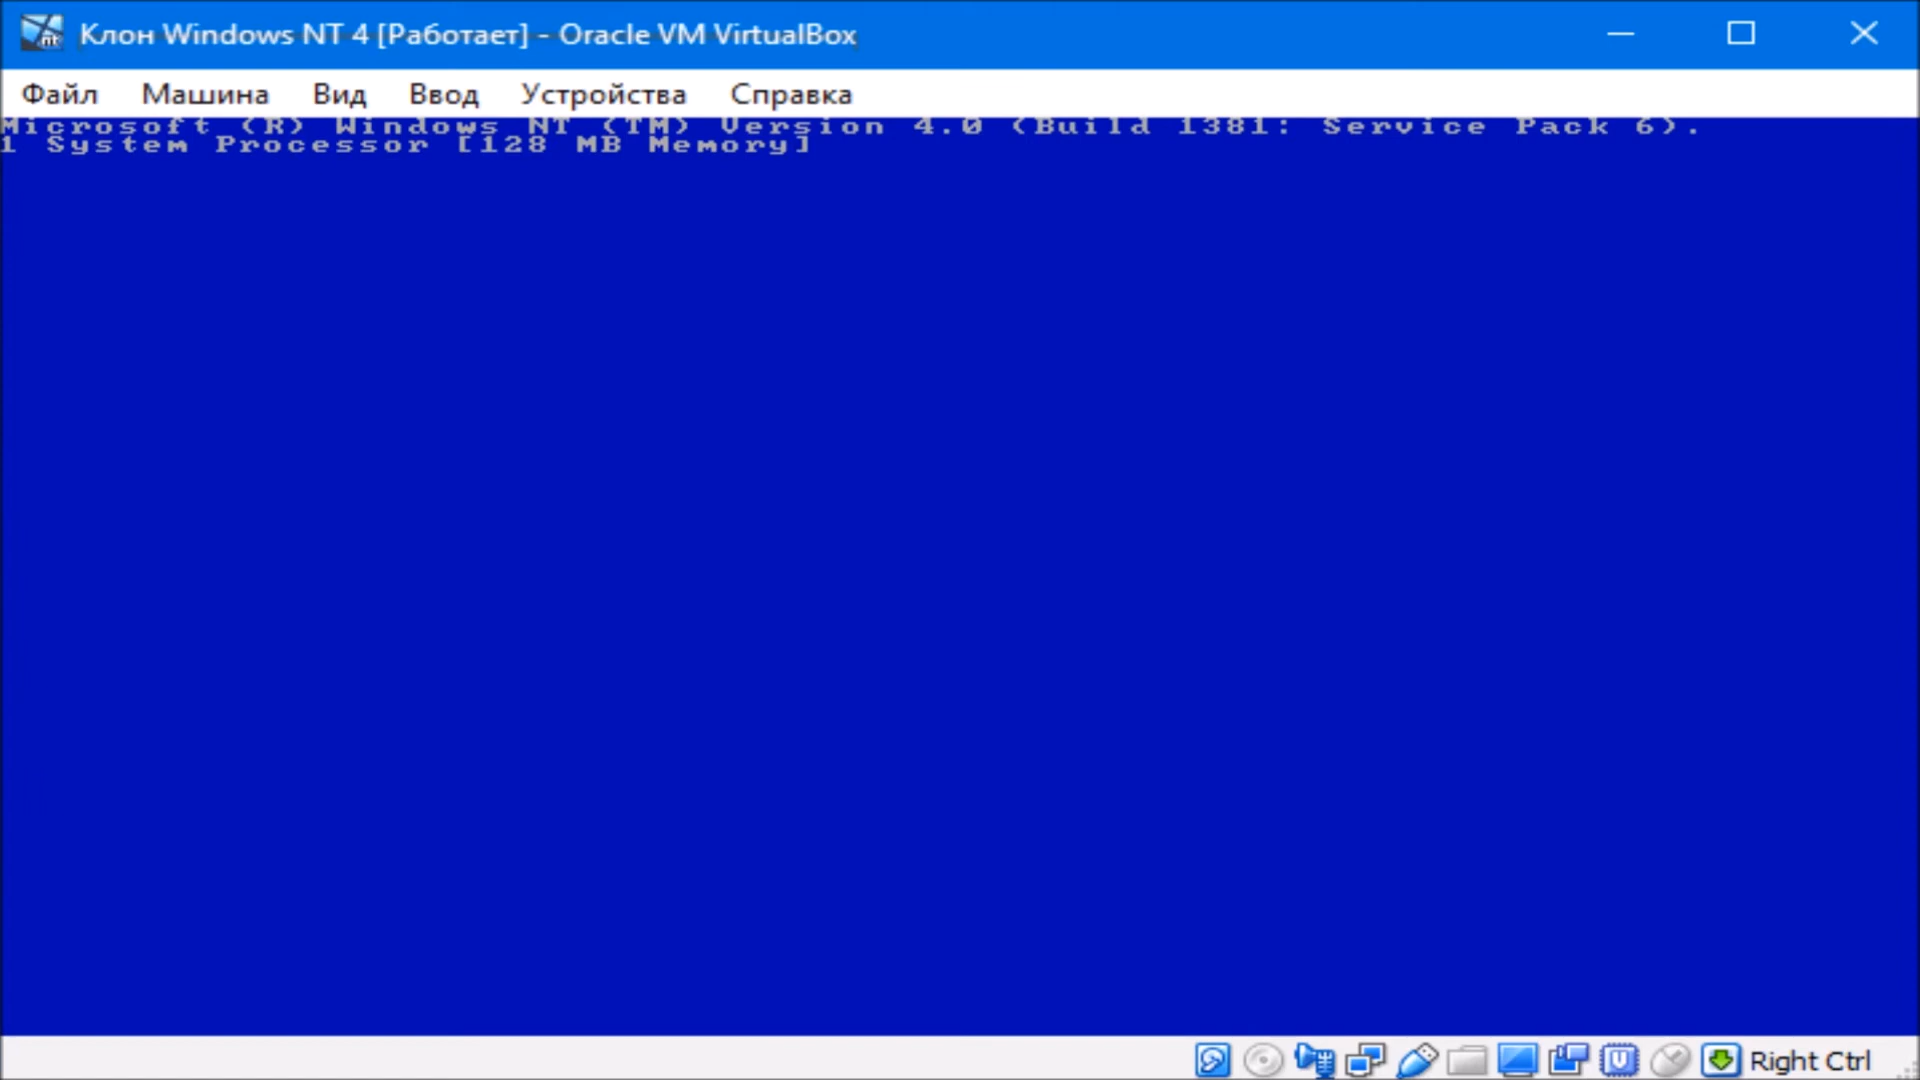 Клон Windows NT 4 [Работает] - Oracle VM VirtualBox
Файл Машина Вид Ввод Устройства Справка
Microsoft (R) Windows NT (TM) Version 4.0 (Build 1381: Service Pack 6).
1 System Processor [128 MB Memory]
Right Ctrl